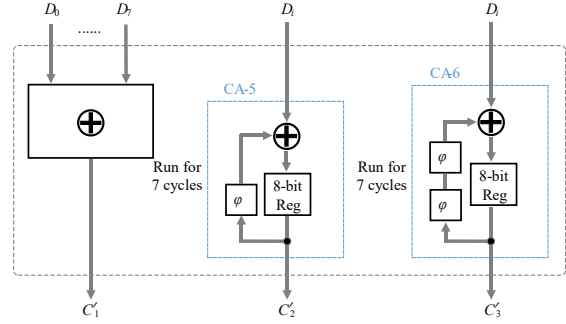 D₀ ...... D₇
Dᵢ
Dᵢ
CA-5
CA-6
Run for
7 cycles
φ
8-bit
Reg
Run for
7 cycles
φ
φ
8-bit
Reg
C′₁
C′₂
C′₃